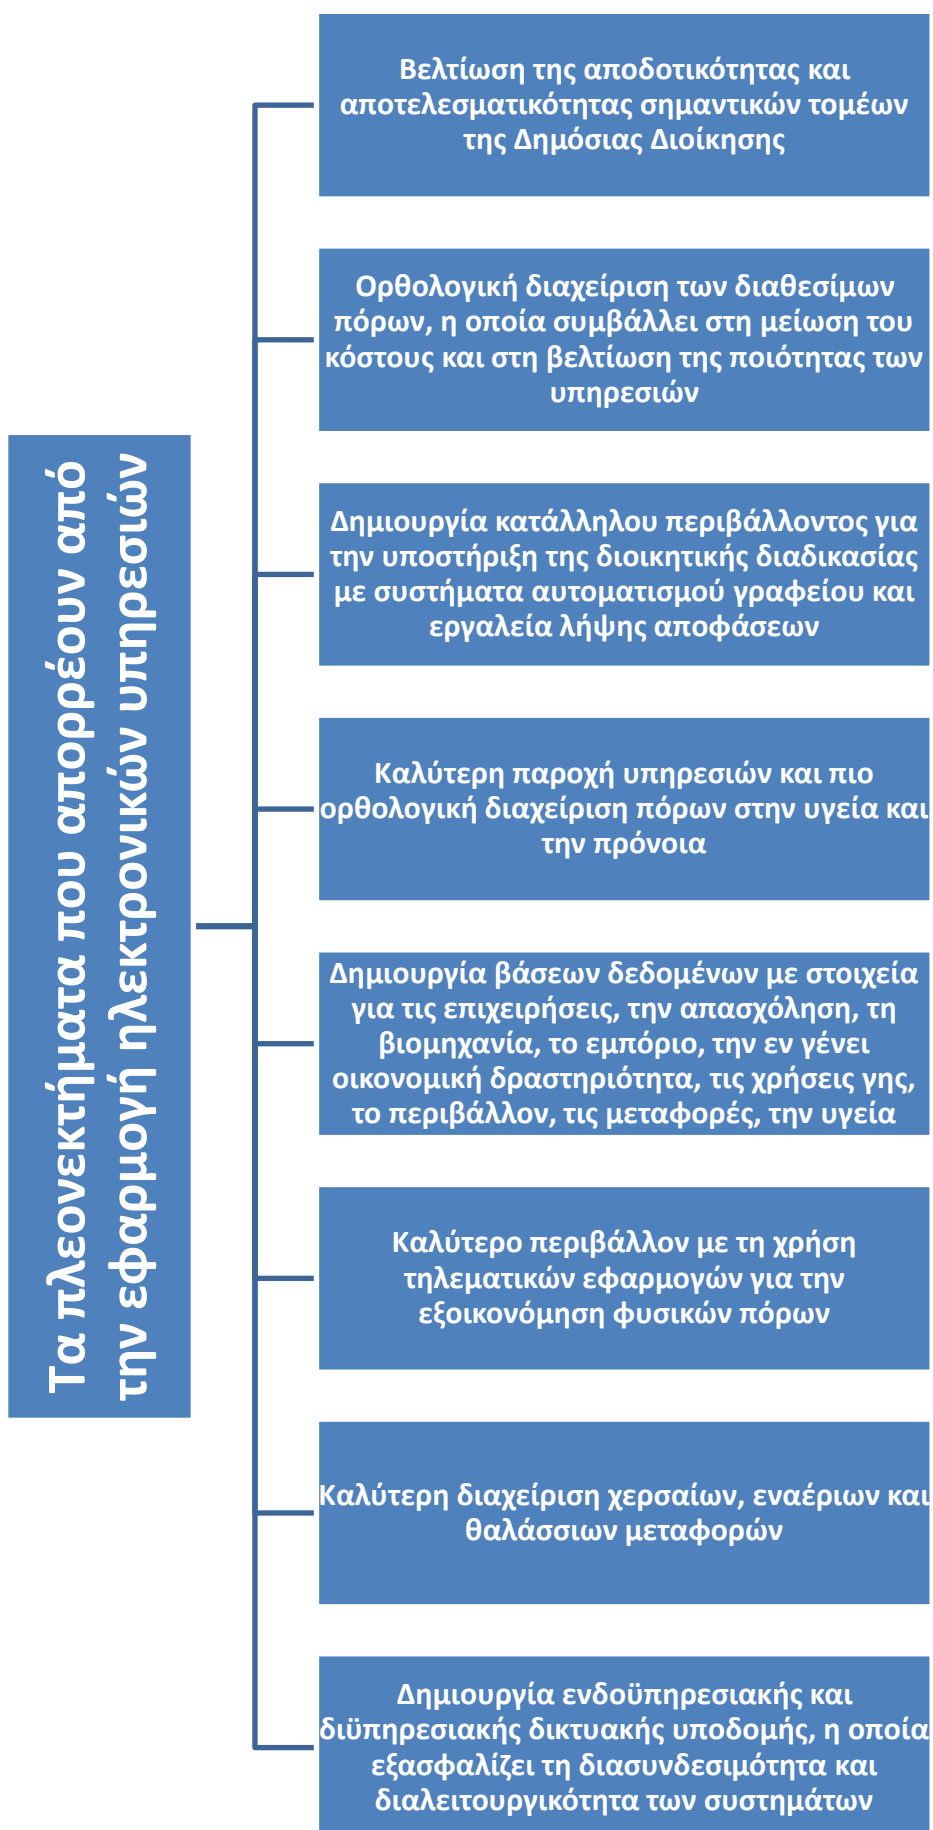 Τα πλεονεκτήματα που απορρέουν από
την εφαρμογή ηλεκτρονικών υπηρεσιών
Βελτίωση της αποδοτικότητας και
αποτελεσματικότητας σημαντικών τομέων
της Δημόσιας Διοίκησης
Ορθολογική διαχείριση των διαθεσίμων
πόρων, η οποία συμβάλλει στη μείωση του
κόστους και στη βελτίωση της ποιότητας των
υπηρεσιών
Δημιουργία κατάλληλου περιβάλλοντος για
την υποστήριξη της διοικητικής διαδικασίας
με συστήματα αυτοματισμού γραφείου και
εργαλεία λήψης αποφάσεων
Καλύτερη παροχή υπηρεσιών και πιο
ορθολογική διαχείριση πόρων στην υγεία και
την πρόνοια
Δημιουργία βάσεων δεδομένων με στοιχεία
για τις επιχειρήσεις, την απασχόληση, τη
βιομηχανία, το εμπόριο, την εν γένει
οικονομική δραστηριότητα, τις χρήσεις γης,
το περιβάλλον, τις μεταφορές, την υγεία
Καλύτερο περιβάλλον με τη χρήση
τηλεματικών εφαρμογών για την
εξοικονόμηση φυσικών πόρων
Καλύτερη διαχείριση χερσαίων, εναέριων και
θαλάσσιων μεταφορών
Δημιουργία ενδοϋπηρεσιακής και
διϋπηρεσιακής δικτυακής υποδομής, η οποία
εξασφαλίζει τη διασυνδεσιμότητα και
διαλειτουργικότητα των συστημάτων